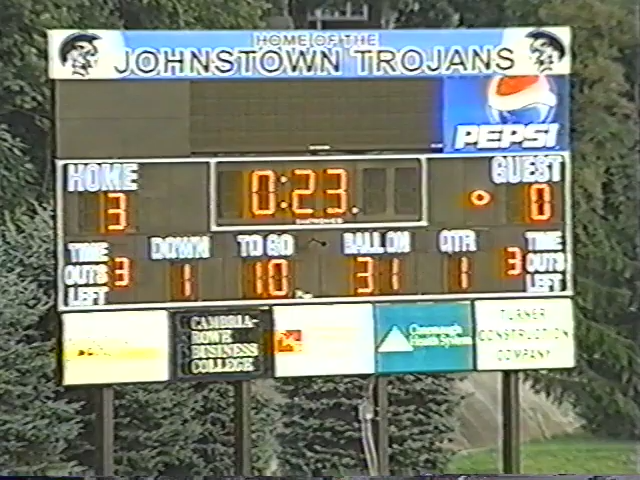 HOME OF THE
JOHNSTOWN TROJANS
PEPSI
HOME
GUEST
3
0:23
0
TIME OUTS LEFT 3
DOWN 1
TO GO 10
BALL ON 31
QTR 1
3 TIME OUTS LEFT
CAMBRIA-
ROWE
BUSINESS
COLLEGE
Conemaugh
Health System
TURNER
CONSTRUCTION
COMPANY